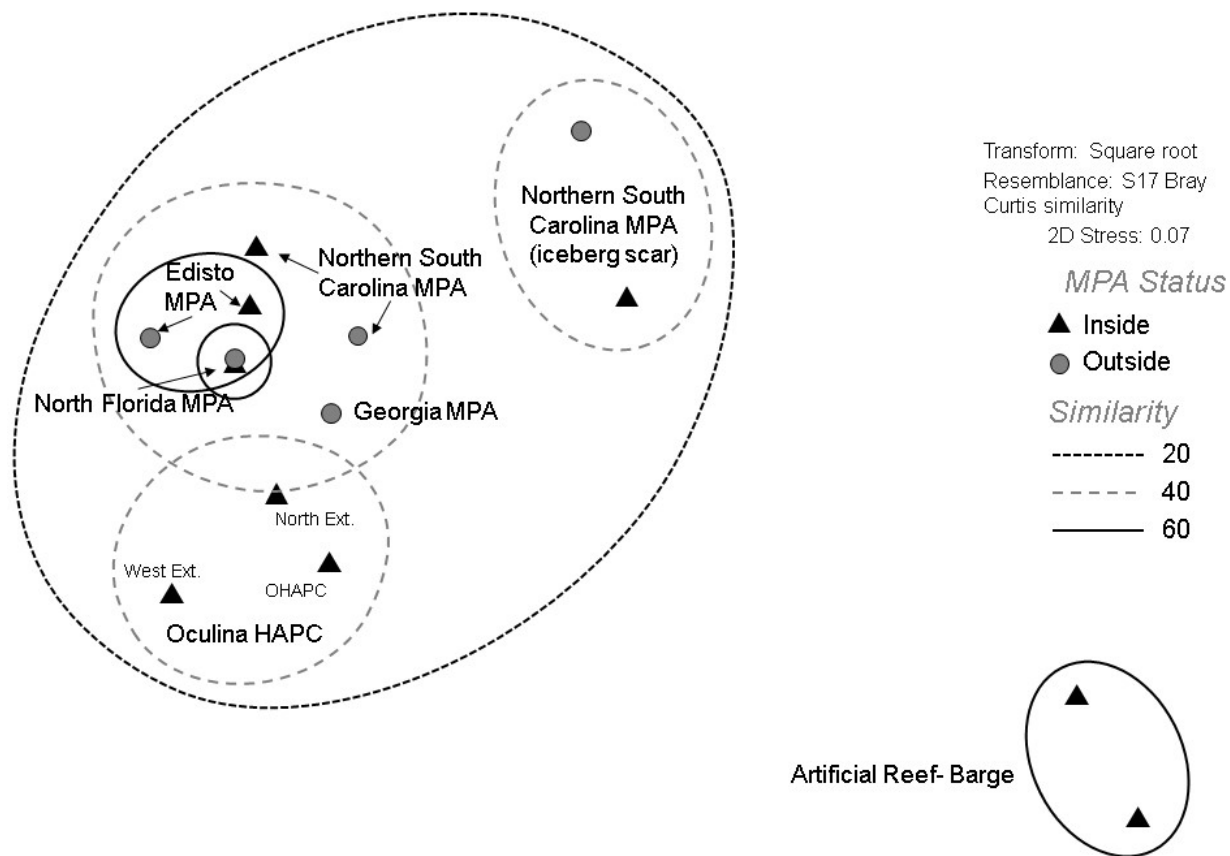 Transform: Square root
Resemblance: S17 Bray
Curtis similarity
2D Stress: 0.07
MPA Status
Inside
Outside
Similarity
20
40
60
Northern South
Carolina MPA
(iceberg scar)
Northern South
Carolina MPA
Edisto
MPA
North Florida MPA
Georgia MPA
North Ext.
West Ext.
OHAPC
Oculina HAPC
Artificial Reef- Barge